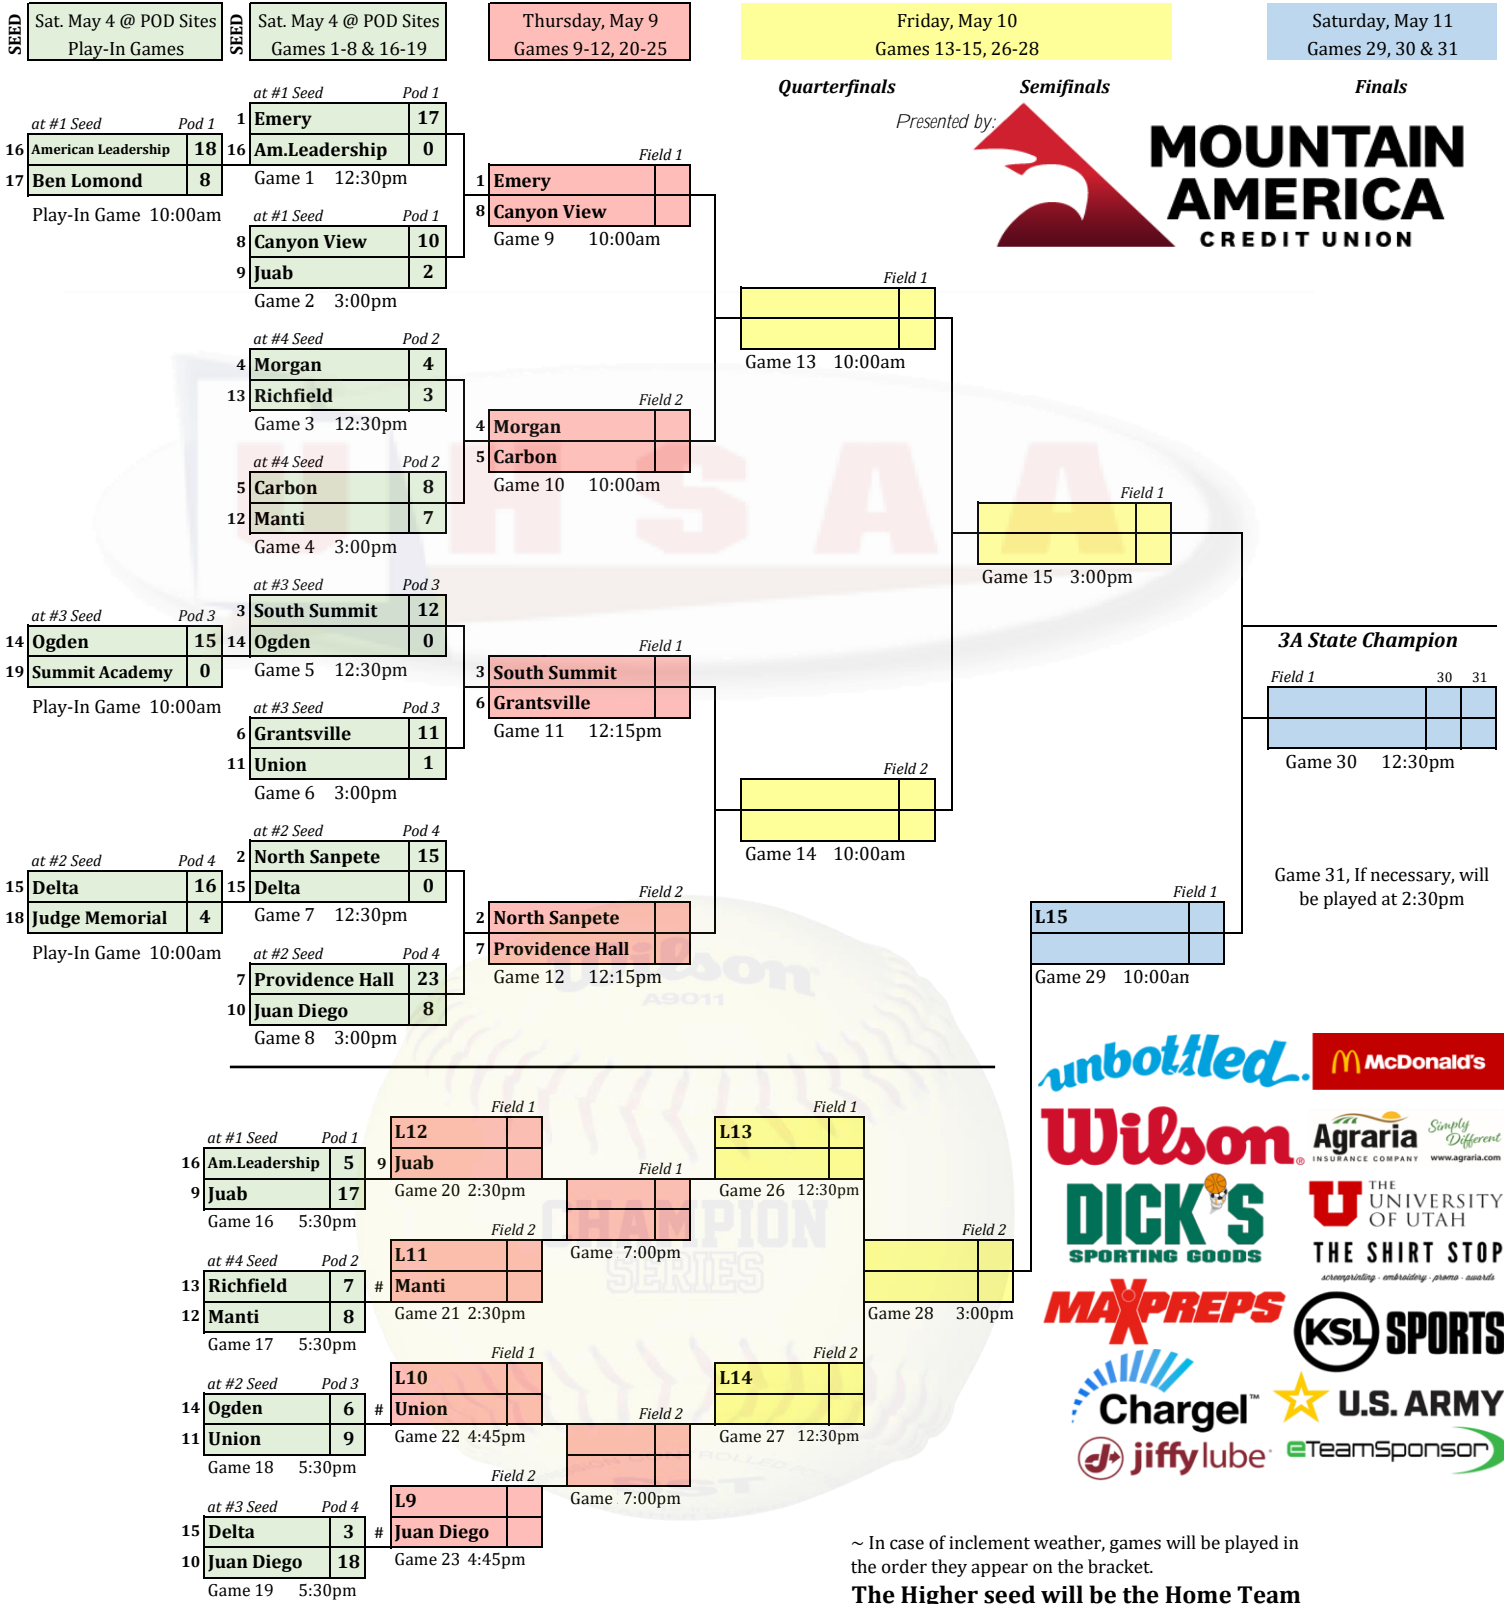 SEED
Sat. May 4 @ POD Sites
Play-In Games
SEED
Sat. May 4 @ POD Sites
Games 1-8 & 16-19
Thursday, May 9
Games 9-12, 20-25
Friday, May 10
Games 13-15, 26-28
Saturday, May 11
Games 29, 30 & 31
Quarterfinals
Semifinals
Finals
Presented by:
MOUNTAIN
AMERICA
CREDIT UNION
at #1 Seed Pod 1
16 American Leadership 18
17 Ben Lomond 8
Play-In Game 10:00am
at #3 Seed Pod 3
14 Ogden 15
19 Summit Academy 0
Play-In Game 10:00am
at #2 Seed Pod 4
15 Delta 16
18 Judge Memorial 4
Play-In Game 10:00am
at #1 Seed Pod 1
1 Emery 17
16 Am.Leadership 0
Game 1 12:30pm
at #1 Seed Pod 1
8 Canyon View 10
9 Juab 2
Game 2 3:00pm
at #4 Seed Pod 2
4 Morgan 4
13 Richfield 3
Game 3 12:30pm
at #4 Seed Pod 2
5 Carbon 8
12 Manti 7
Game 4 3:00pm
at #3 Seed Pod 3
3 South Summit 12
14 Ogden 0
Game 5 12:30pm
at #3 Seed Pod 3
6 Grantsville 11
11 Union 1
Game 6 3:00pm
at #2 Seed Pod 4
2 North Sanpete 15
15 Delta 0
Game 7 12:30pm
at #2 Seed Pod 4
7 Providence Hall 23
10 Juan Diego 8
Game 8 3:00pm
Field 1
1 Emery
8 Canyon View
Game 9 10:00am
Field 2
4 Morgan
5 Carbon
Game 10 10:00am
Field 1
3 South Summit
6 Grantsville
Game 11 12:15pm
Field 2
2 North Sanpete
7 Providence Hall
Game 12 12:15pm
Field 1
Game 13 10:00am
Field 2
Game 14 10:00am
Field 1
Game 15 3:00pm
3A State Champion
Field 1 30 31
Game 30 12:30pm
Game 31, If necessary, will
be played at 2:30pm
Field 1
L15
Game 29 10:00an
UHSAA
Wilson
A9011
CHAMPION
SERIES
at #1 Seed Pod 1
16 Am.Leadership 5
9 Juab 17
Game 16 5:30pm
at #4 Seed Pod 2
13 Richfield 7
12 Manti 8
Game 17 5:30pm
at #2 Seed Pod 3
14 Ogden 6
11 Union 9
Game 18 5:30pm
at #3 Seed Pod 4
15 Delta 3
10 Juan Diego 18
Game 19 5:30pm
Field 1
L12
9 Juab
Game 20 2:30pm
Field 2
L11
# Manti
Game 21 2:30pm
Field 1
L10
# Union
Game 22 4:45pm
Field 2
L9
# Juan Diego
Game 23 4:45pm
Field 1
Game 7:00pm
Field 2
Game 7:00pm
Field 1
L13
Game 26 12:30pm
Field 2
L14
Game 27 12:30pm
Field 2
Game 28 3:00pm
unbottled.
McDonald's
Wilson
Agraria
INSURANCE COMPANY
Simply
Different
www.agraria.com
DICK'S
SPORTING GOODS
THE
UNIVERSITY
OF UTAH
THE SHIRT STOP
screenprinting - embroidery - promo - awards
MAXPREPS
KSL SPORTS
Chargel™
U.S. ARMY
jiffy lube
eTeamSponsor
~ In case of inclement weather, games will be played in
the order they appear on the bracket.
The Higher seed will be the Home Team